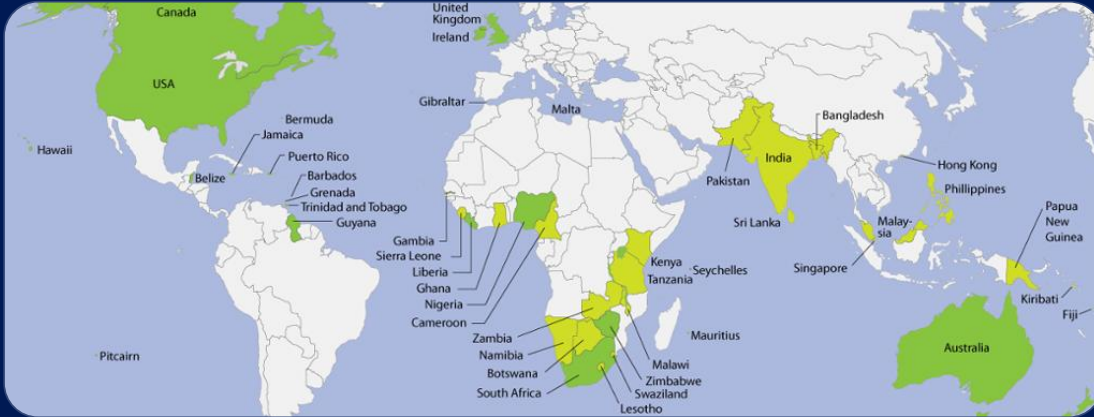 Canada
USA
Hawaii
Bermuda
Jamaica
Puerto Rico
Belize
Barbados
Grenada
Trinidad and Tobago
Guyana
Pitcairn
United
Kingdom
Ireland
Gibraltar
Malta
Gambia
Sierra Leone
Liberia
Ghana
Nigeria
Cameroon
Zambia
Namibia
Botswana
South Africa
Kenya
Tanzania
Seychelles
Mauritius
Malawi
Zimbabwe
Swaziland
Lesotho
Pakistan
India
Bangladesh
Sri Lanka
Hong Kong
Phillippines
Malay-
sia
Singapore
Papua
New
Guinea
Kiribati
Fiji
Australia